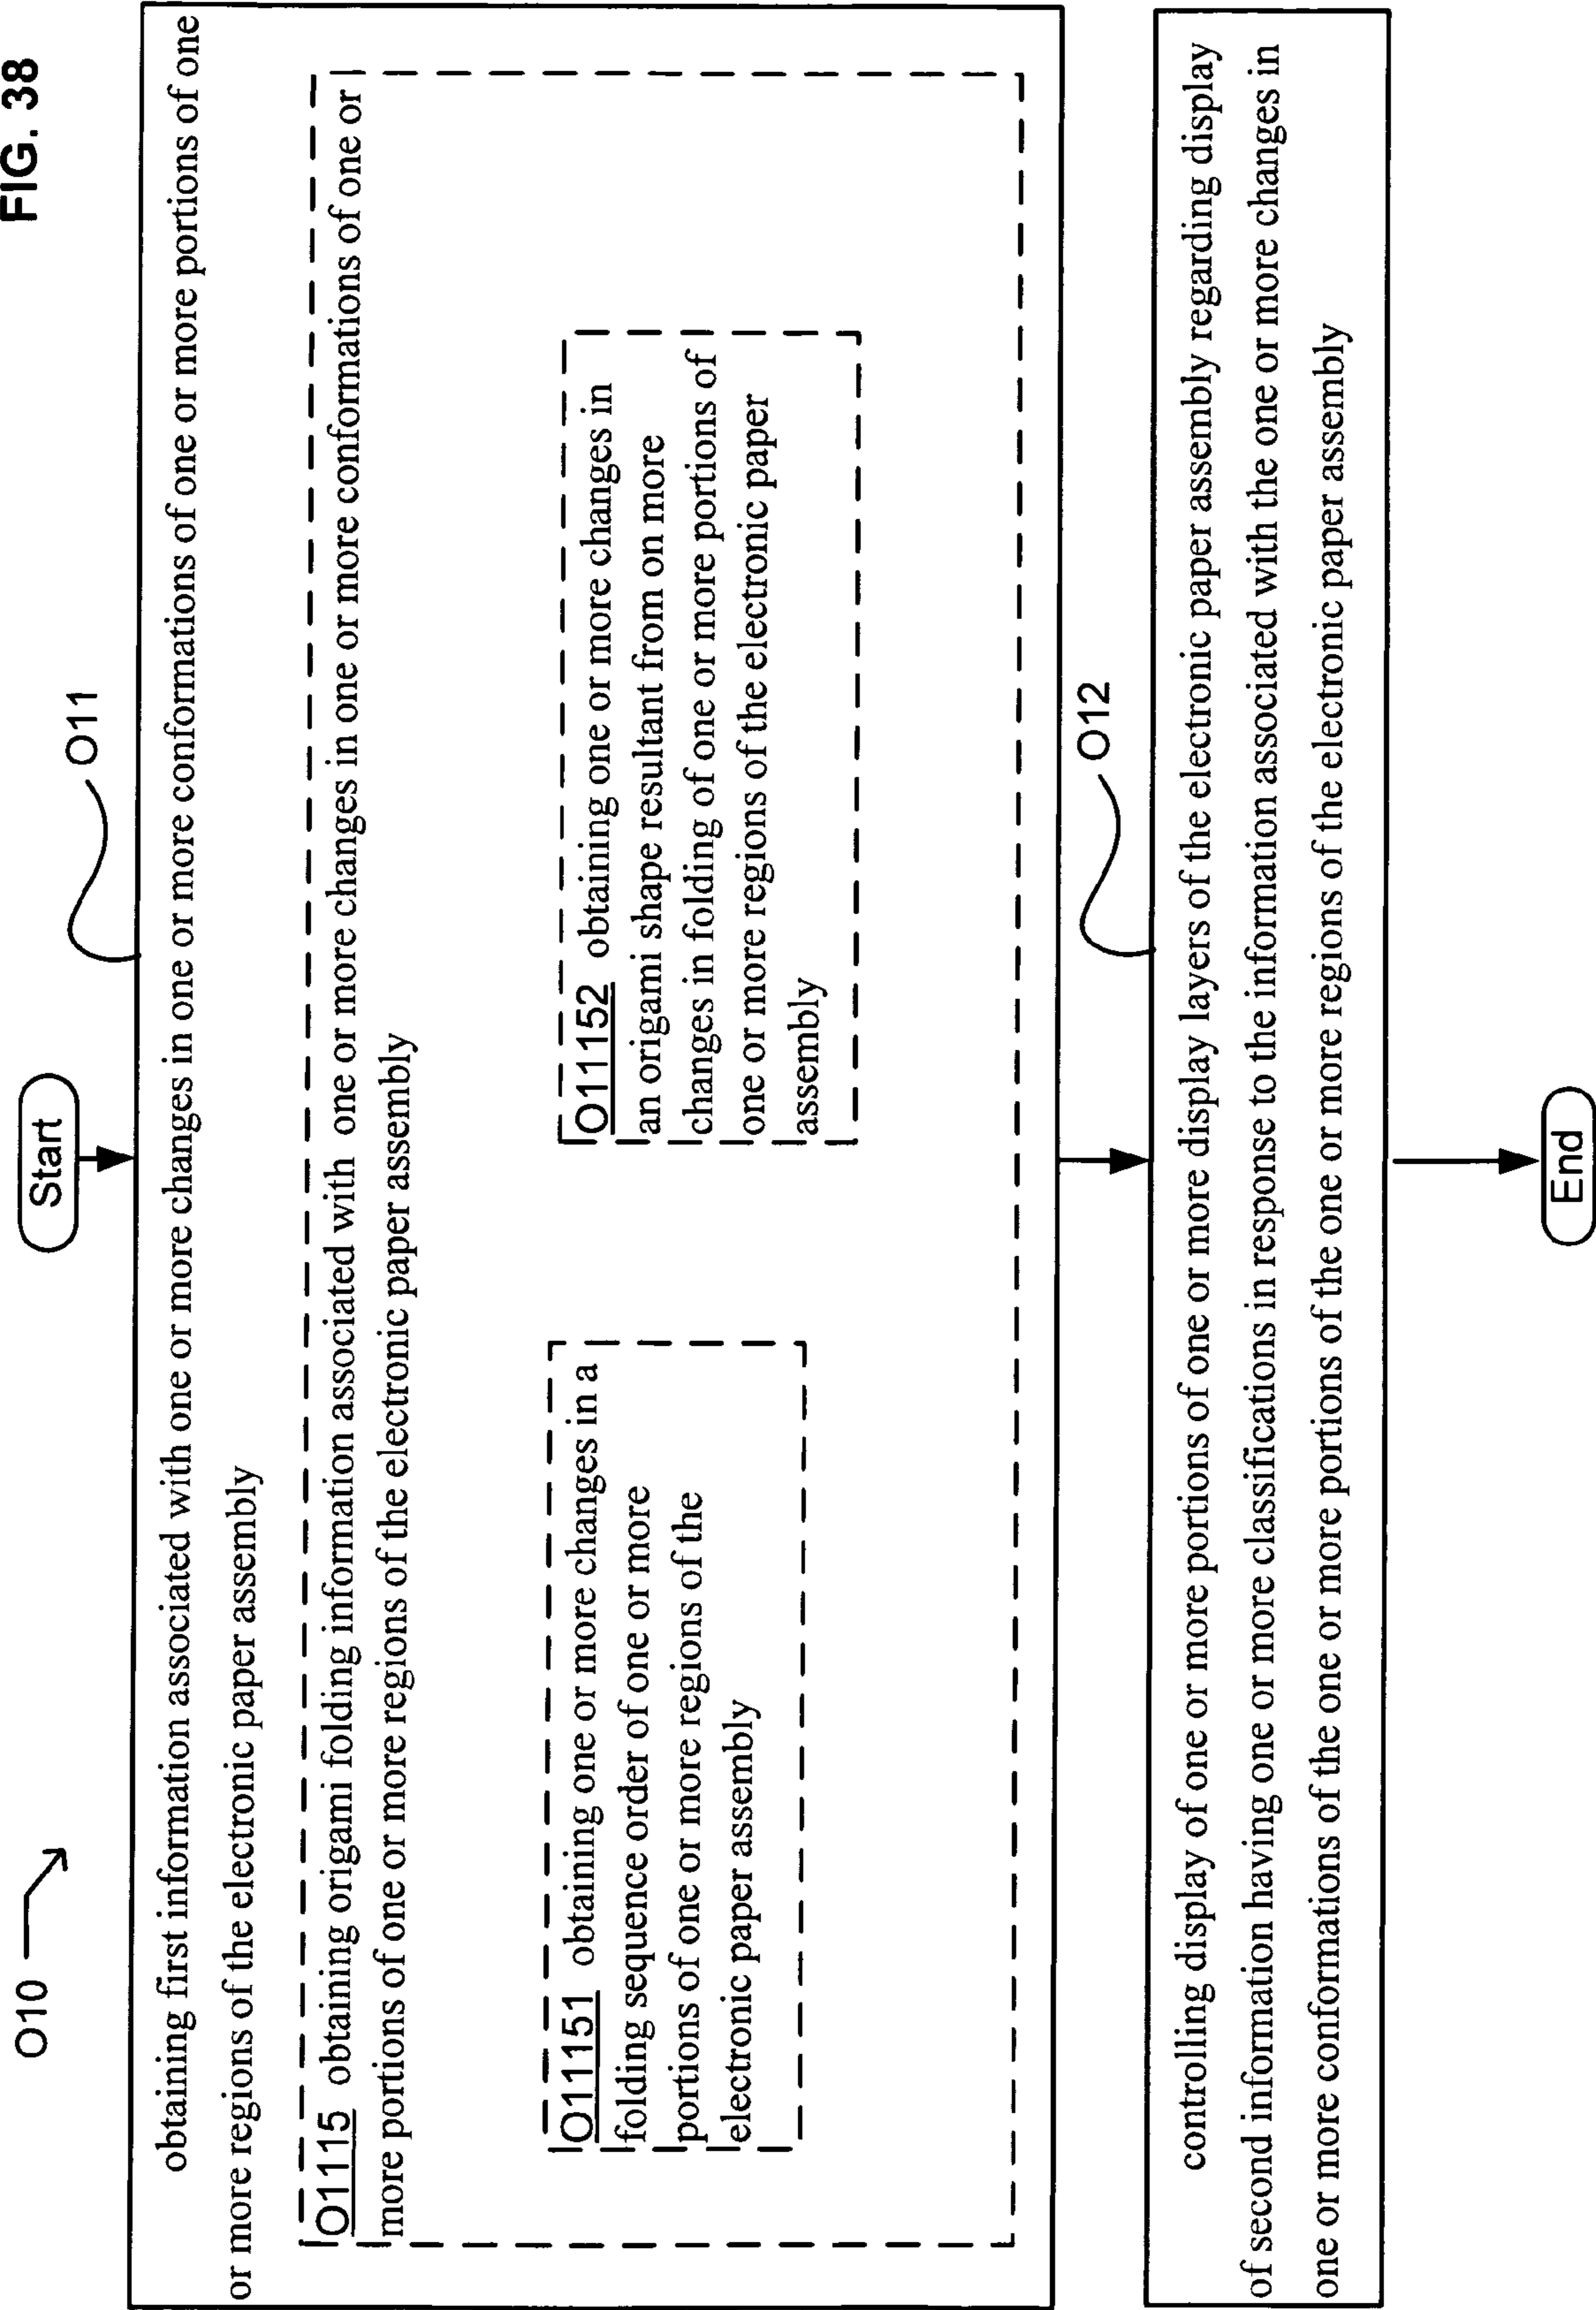 FIG. 38
O10
Start
O11
obtaining first information associated with one or more changes in one or more conformations of one or more portions of one
or more regions of the electronic paper assembly
O1115 obtaining origami folding information associated with one or more changes in one or more conformations of one or
more portions of one or more regions of the electronic paper assembly
O11151 obtaining one or more changes in a
folding sequence order of one or more
portions of one or more regions of the
electronic paper assembly
O11152 obtaining one or more changes in
an origami shape resultant from on more
changes in folding of one or more portions of
one or more regions of the electronic paper
assembly
O12
controlling display of one or more portions of one or more display layers of the electronic paper assembly regarding display
of second information having one or more classifications in response to the information associated with the one or more changes in
one or more conformations of the one or more portions of the one or more regions of the electronic paper assembly
End